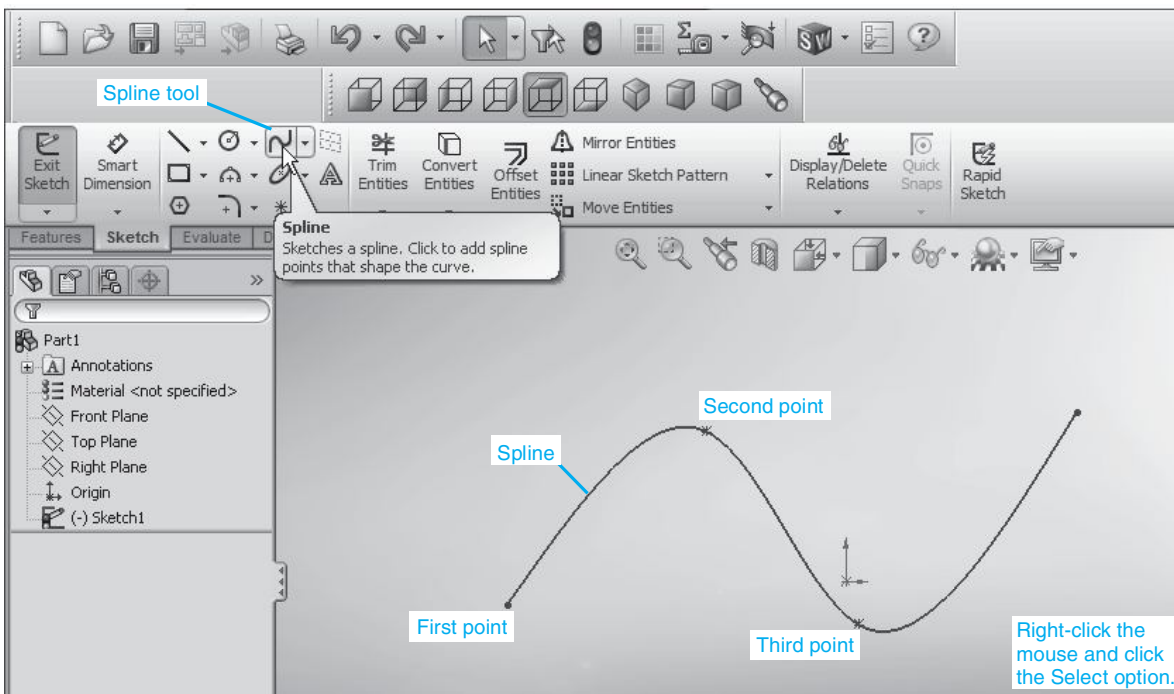 Spline tool
Exit
Sketch
Smart
Dimension
Trim
Entities
Convert
Entities
Offset
Entities
Mirror Entities
Linear Sketch Pattern
Move Entities
Display/Delete
Relations
Quick
Snaps
Rapid
Sketch
Features
Sketch
Evaluate
D
Spline
Sketches a spline. Click to add spline
points that shape the curve.
Part1
A Annotations
Material <not specified>
Front Plane
Top Plane
Right Plane
Origin
(-) Sketch1
Second point
Spline
First point
Third point
Right-click the
mouse and click
the Select option.